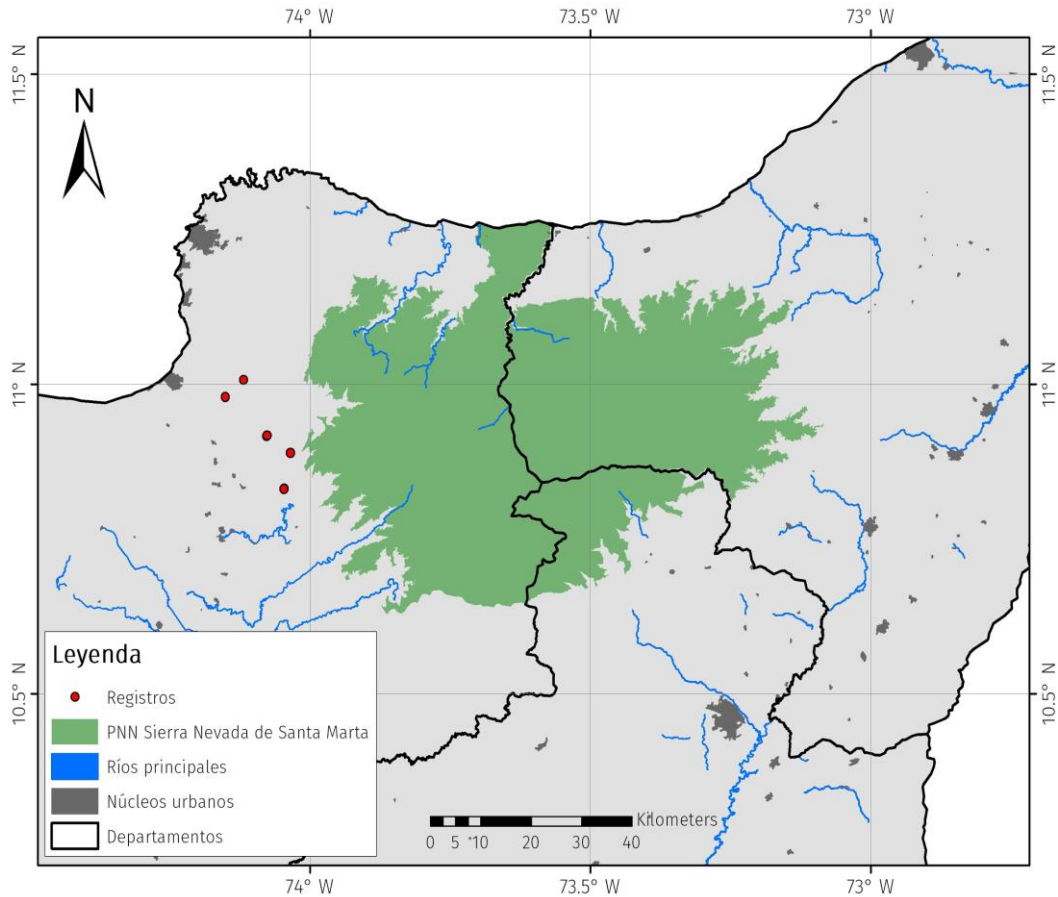 74° W
73.5° W
73° W
11.5° N
11.5° N
N
11° N
11° N
10.5° N
10.5° N
Leyenda
Registros
PNN Sierra Nevada de Santa Marta
Ríos principales
Núcleos urbanos
Departamentos
Kilometers
0 5 10 20 30 40
74° W
73.5° W
73° W